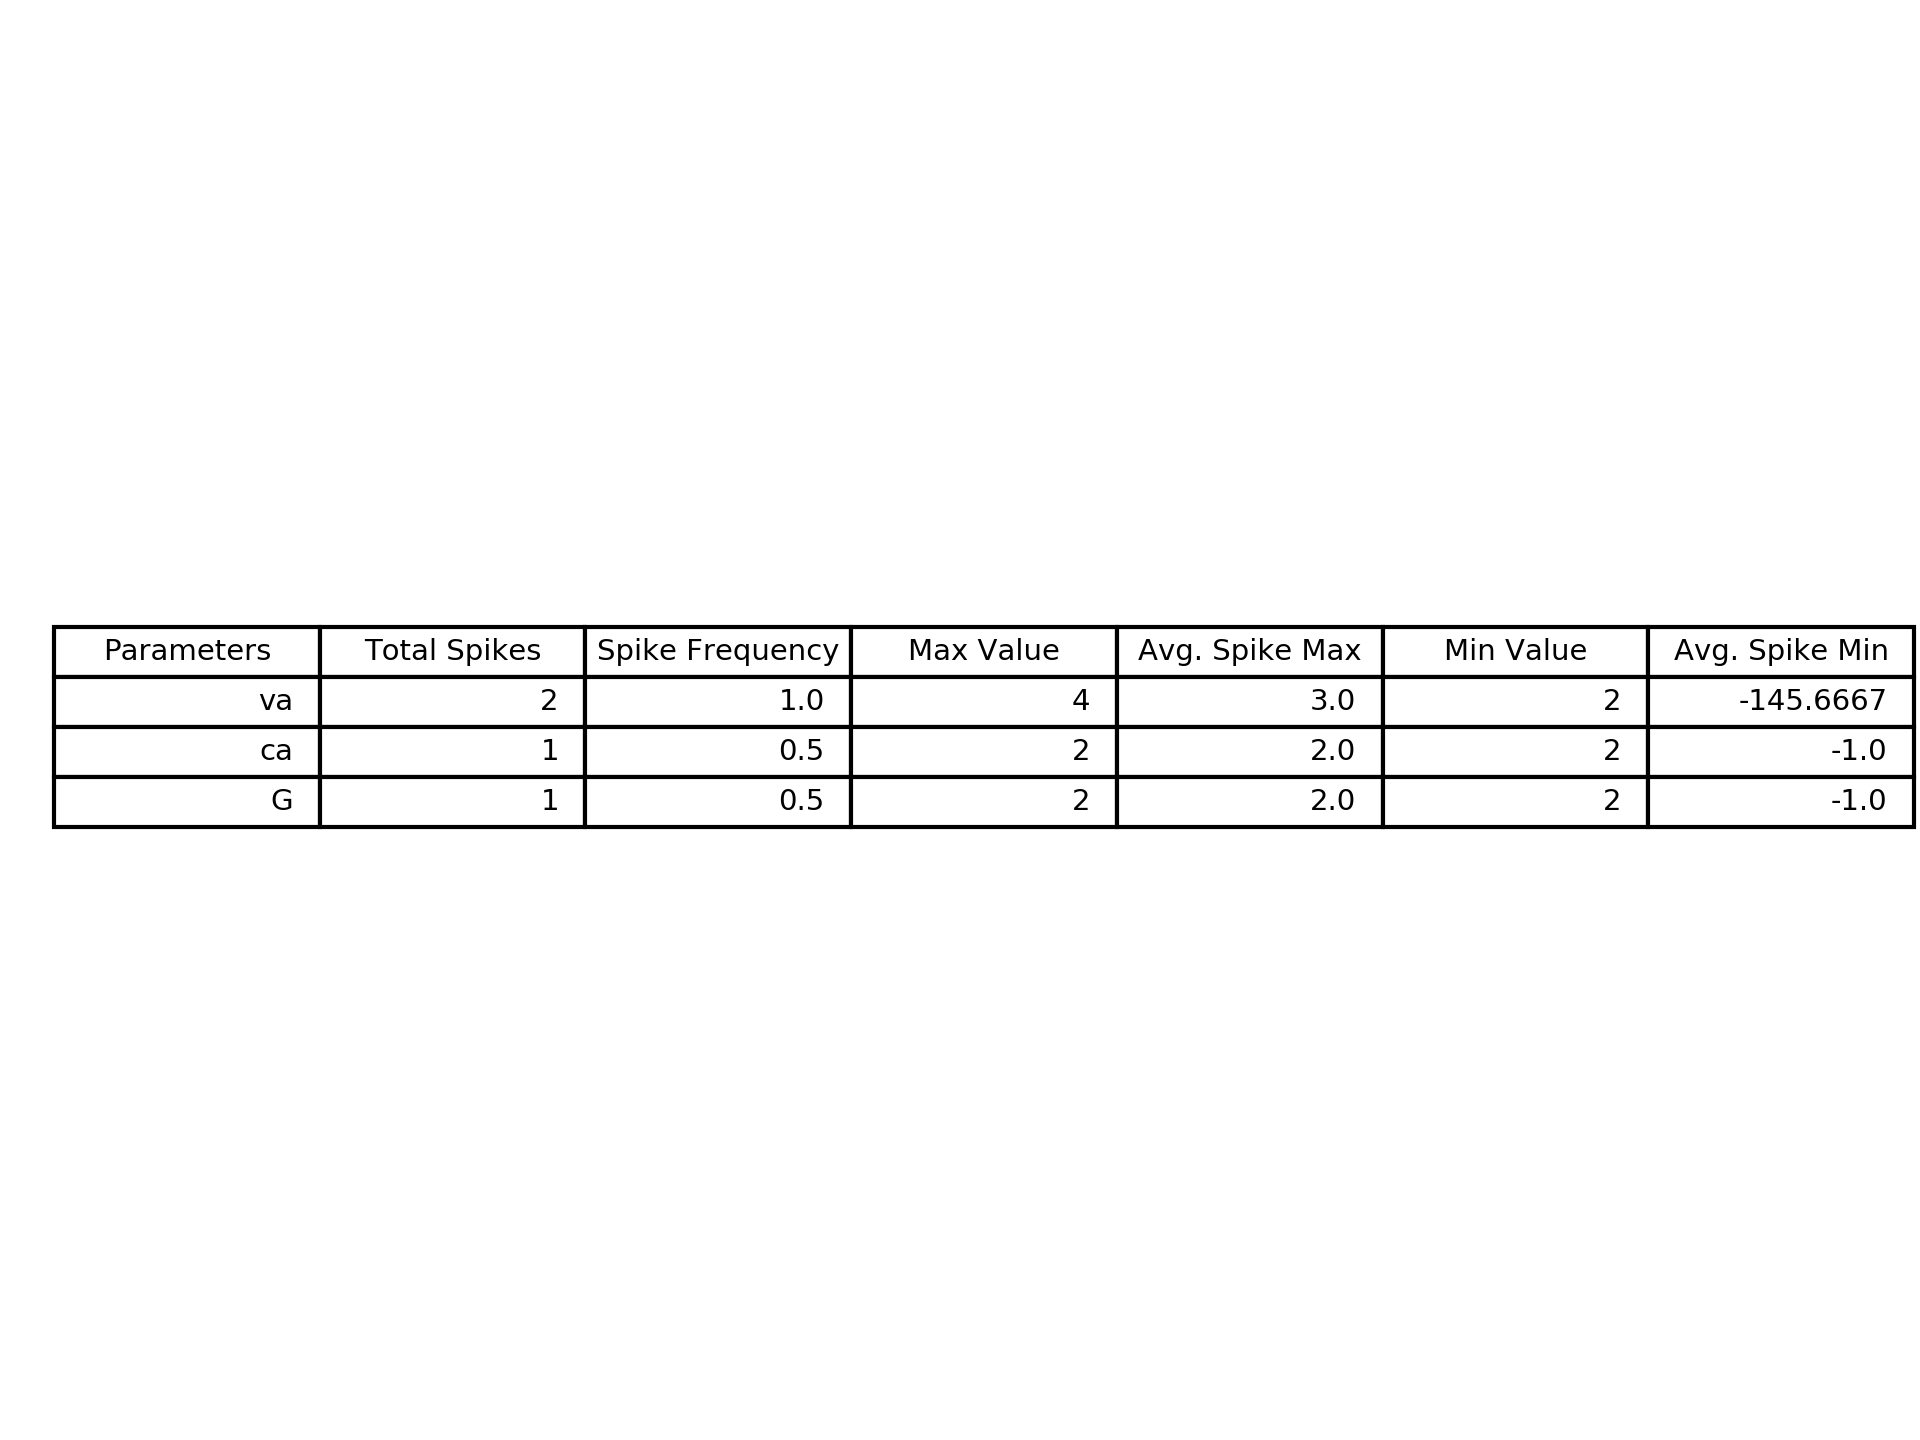 Parameters Total Spikes Spike Frequency Max Value Avg. Spike Max Min Value Avg. Spike Min
va 2 1.0 4 3.0 2 -145.6667
ca 1 0.5 2 2.0 2 -1.0
G 1 0.5 2 2.0 2 -1.0